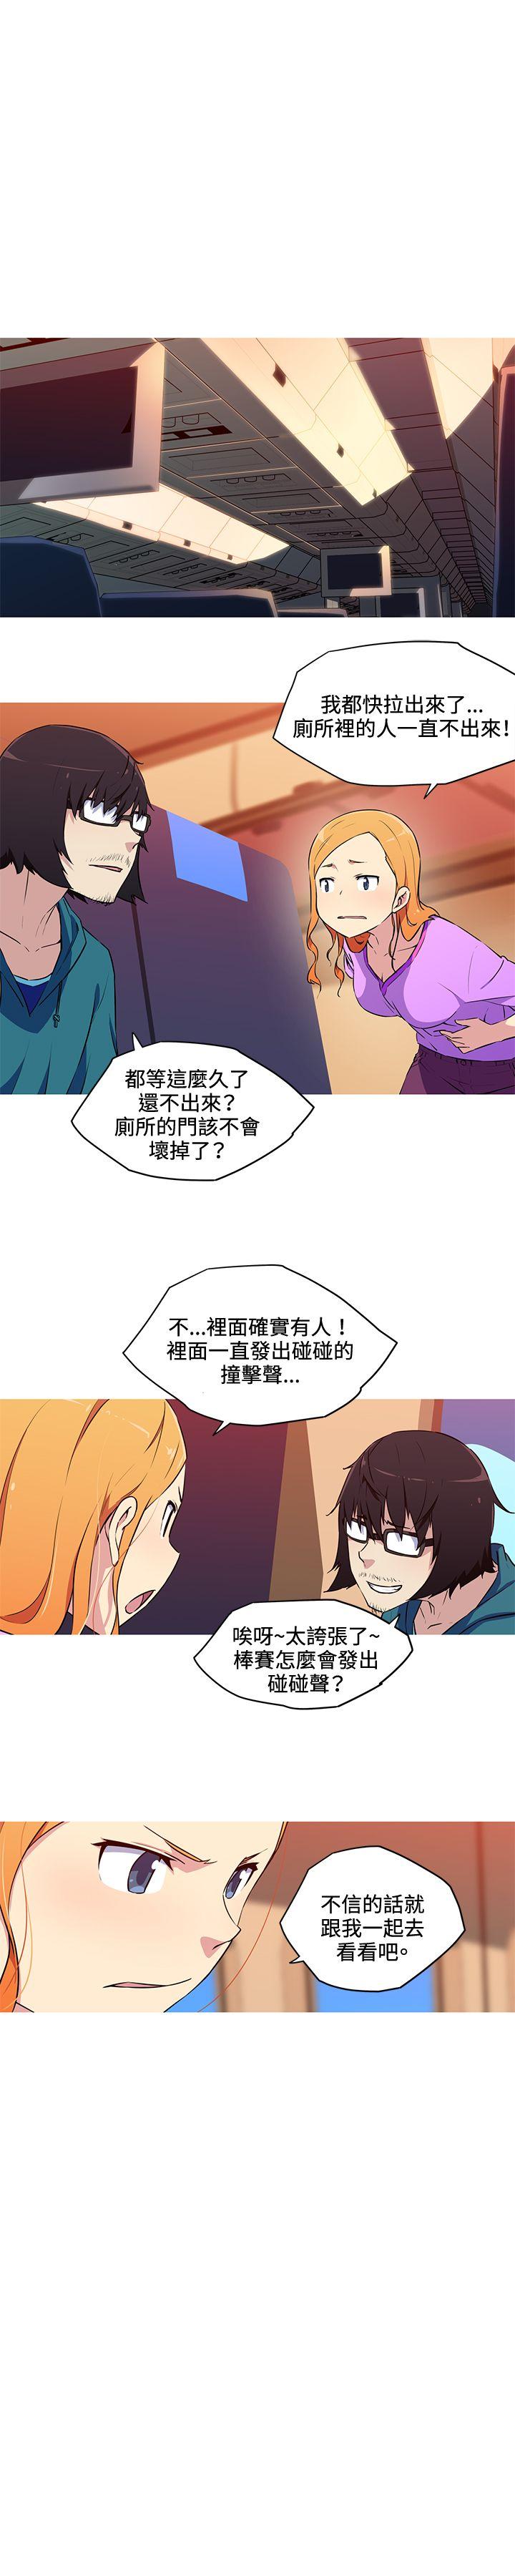 我都快拉出來了...
廁所裡的人一直不出來！
都等這麼久了
還不出來？
廁所的門該不會
壞掉了？
不...裡面確實有人！
裡面一直發出碰碰的
撞擊聲...
唉呀~太誇張了~
棒賽怎麼會發出
碰碰聲？
不信的話就
跟我一起去
看看吧。